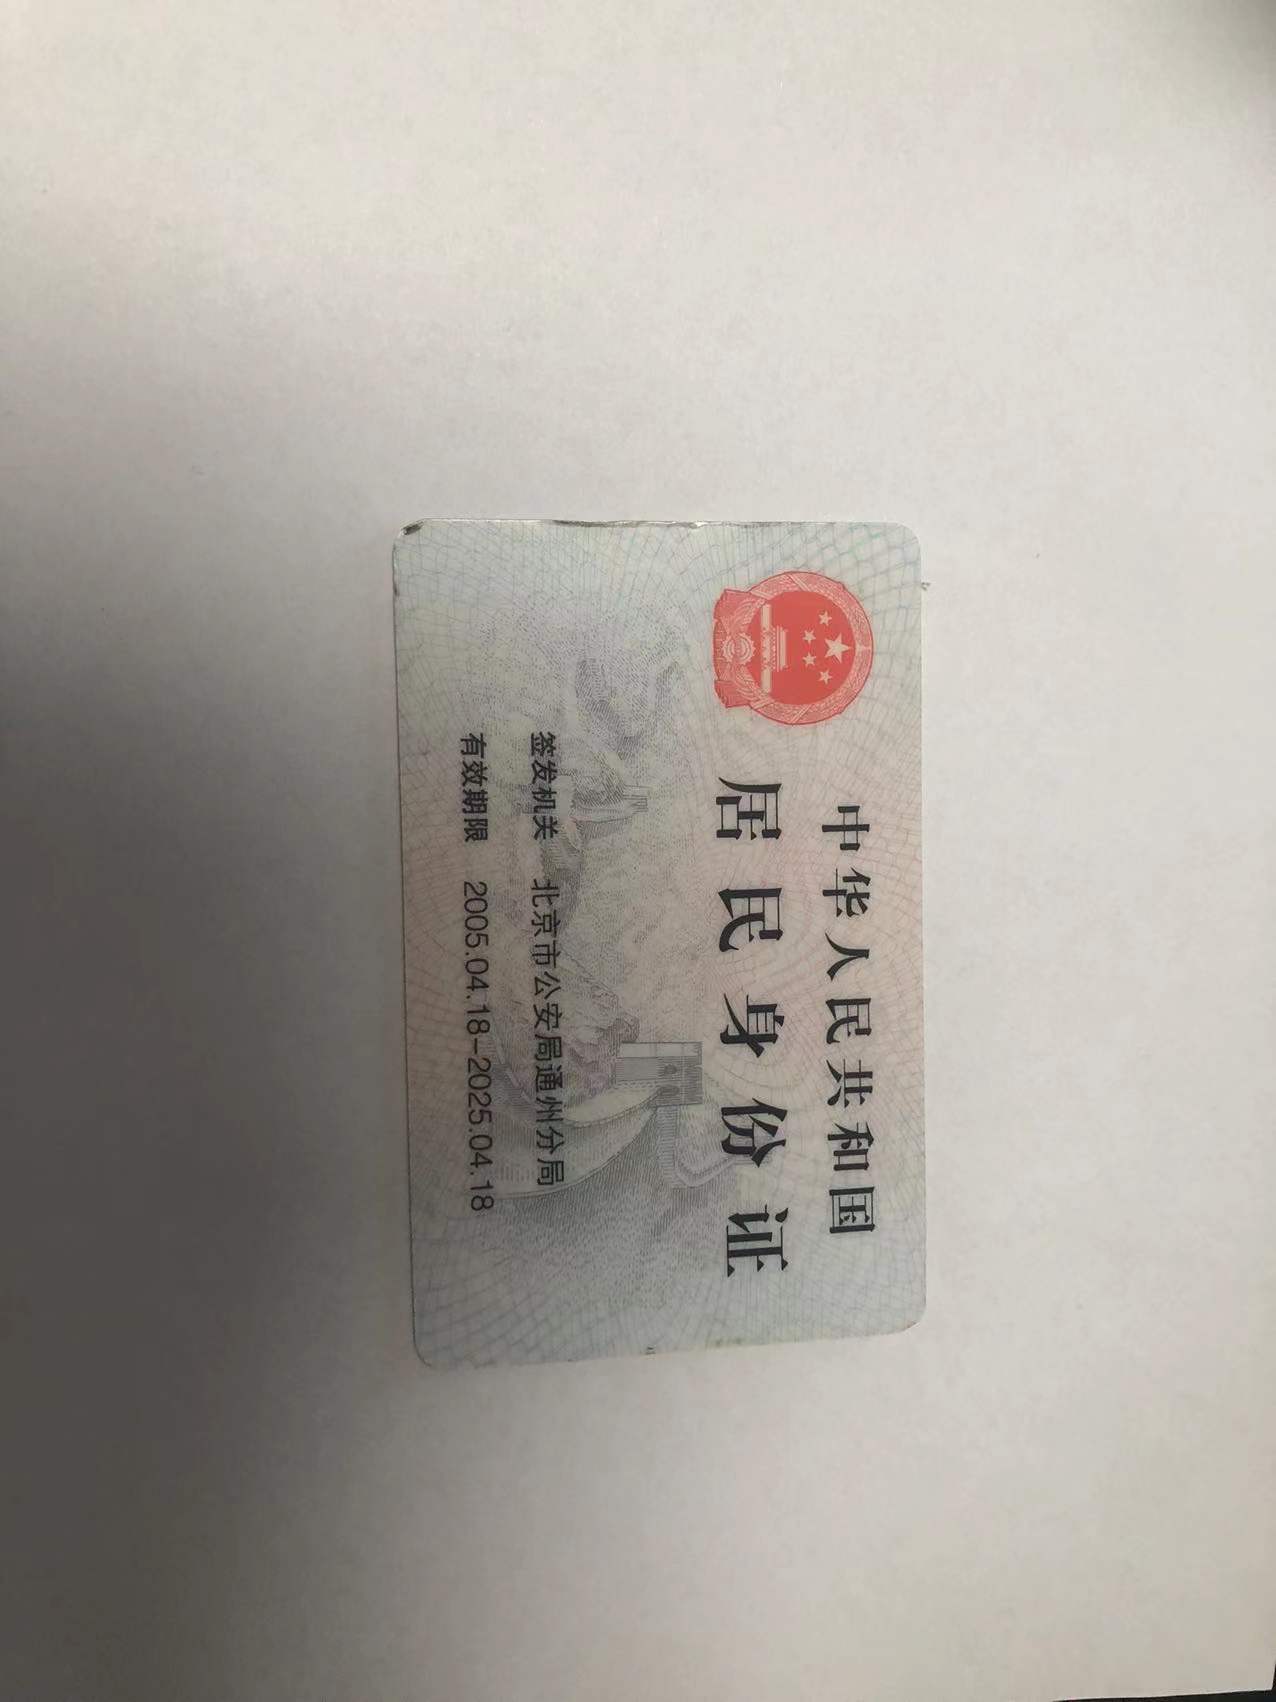 中华人民共和国
居民身份证
签发机关 北京市公安局通州分局
有效期限 2005.04.18-2025.04.18